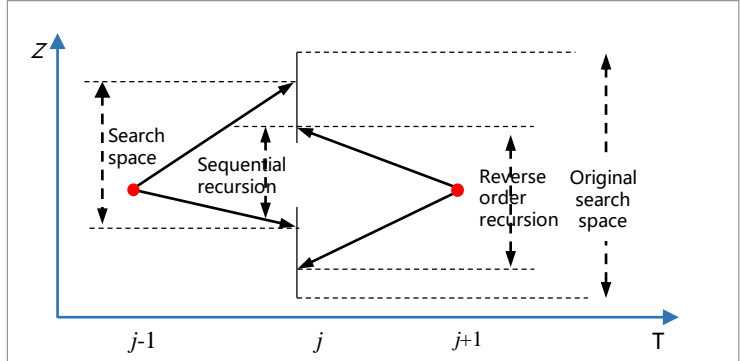 Z
Search
space
Sequential
recursion
Reverse
order
recursion
Original
search
space
j-1
j
j+1
T